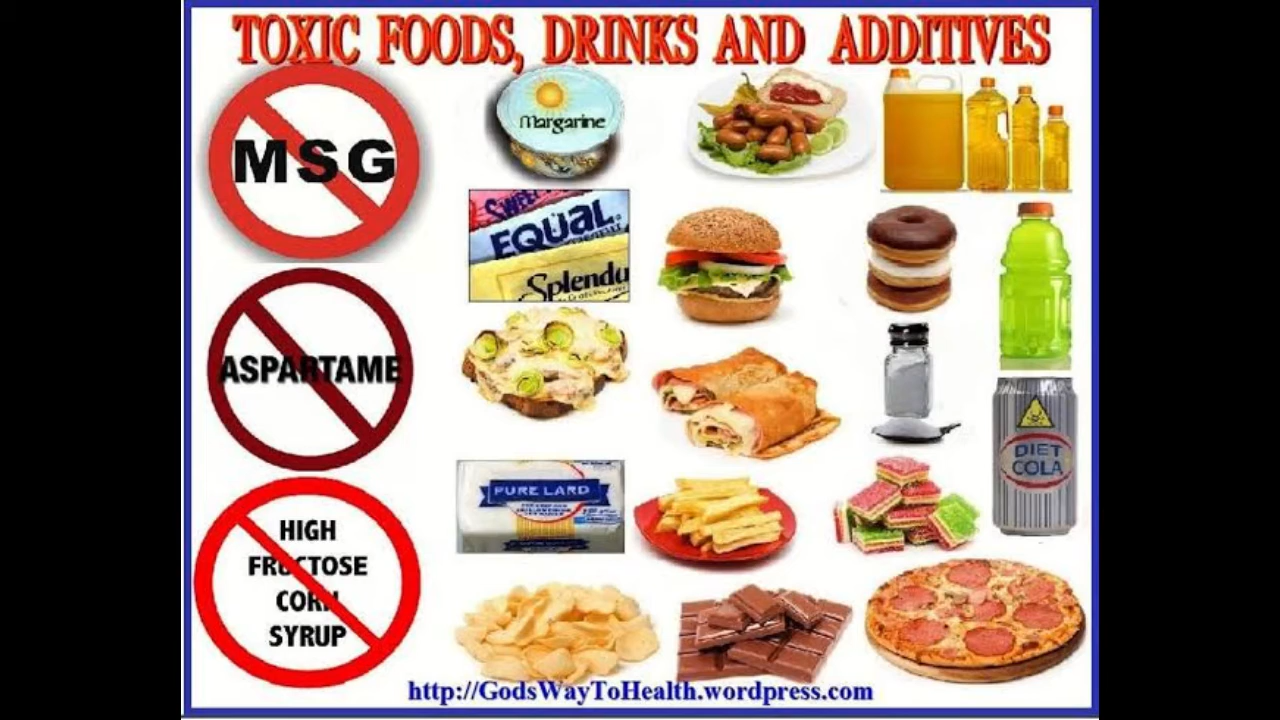 TOXIC FOODS, DRINKS AND ADDITIVES
MSG
Margarine
EQUAL
ASPARTAME
DIET
COLA
PURE LARD
HIGH
FRUCTOSE
CORN
SYRUP
http://GodsWayToHealth.wordpress.com